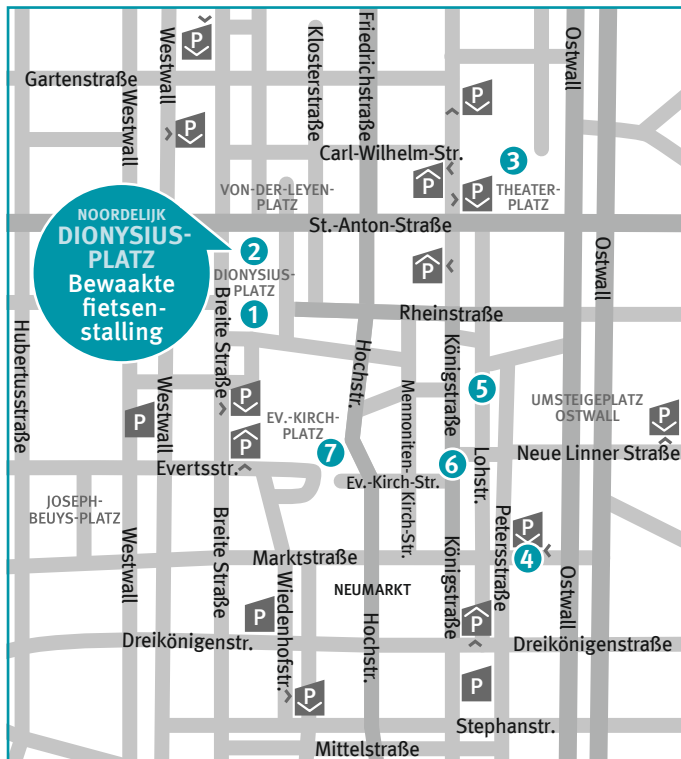 P
Westwall
Klosterstraße
Friedrichstraße
Ostwall
Gartenstraße
Westwall
P
P
P
Carl-Wilhelm-Str.
3
P
P
THEATER-
PLATZ
VON-DER-LEYEN-
PLATZ
St.-Anton-Straße
NOORDELIJK
DIONYSIUS-
PLATZ
Bewaakte
fietsen-
stalling
2
DIONYSIUS-
PLATZ
1
P
Ostwall
Breite Straße
Rheinstraße
Hubertusstraße
Westwall
Hochstr.
Mennoniten-
Kirch-Str.
Königstraße
5
P
P
P
EV.-KIRCH-
PLATZ
7
UMSTEIGEPLATZ
OSTWALL
P
Evertsstr.
6
Lohstr.
Neue Linner Straße
Ev.-Kirch-Str.
JOSEPH-
BEUYS-PLATZ
Westwall
Breite Straße
Marktstraße
Petersstraße
P
4
Ostwall
Wiedenhofstr.
NEUMARKT
Königstraße
P
Hochstr.
P
Dreikönigenstr.
Dreikönigenstraße
P
P
Stephanstr.
Mittelstraße